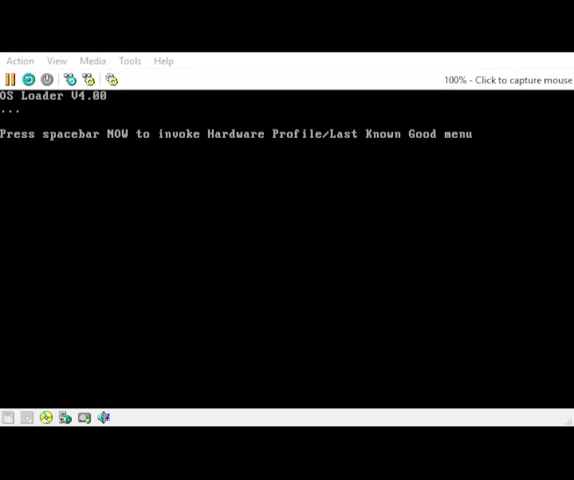 Action View Media Tools Help
100% - Click to capture mouse
OS Loader V4.00
...
Press spacebar NOW to invoke Hardware Profile/Last Known Good menu